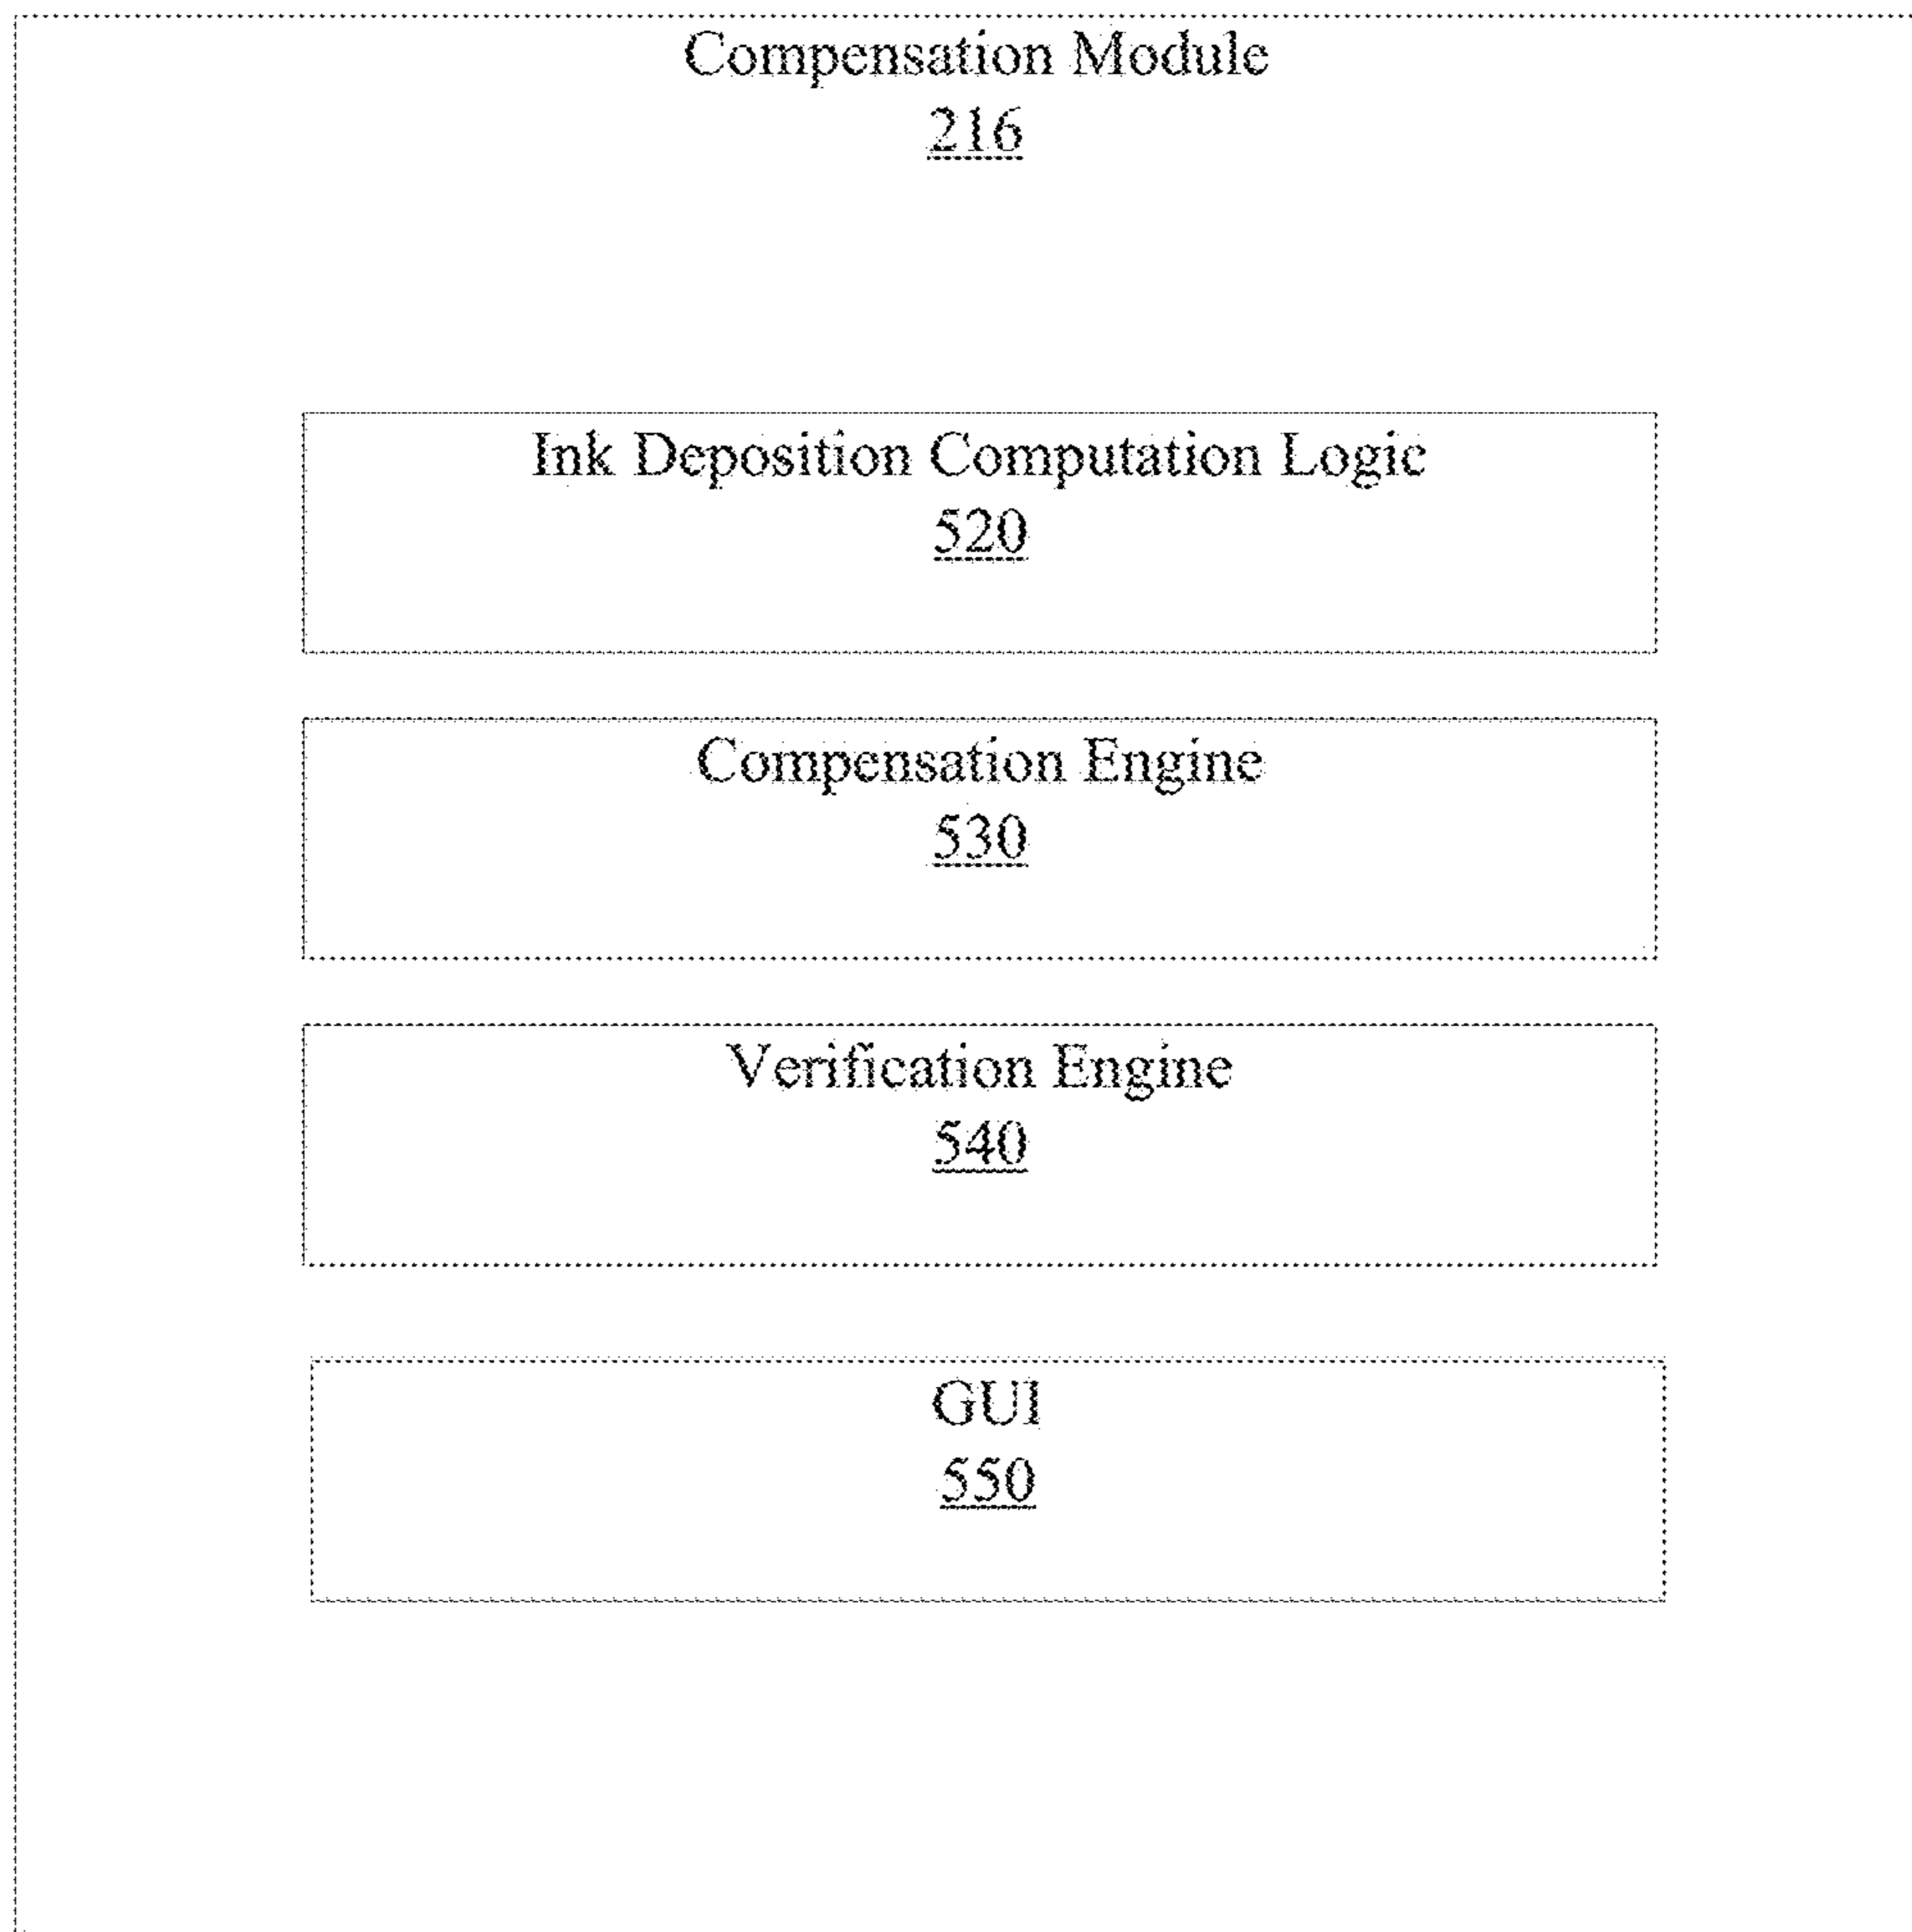 Compensation Module
216
Ink Deposition Computation Logic
520
Compensation Engine
530
Verification Engine
540
GUI
550